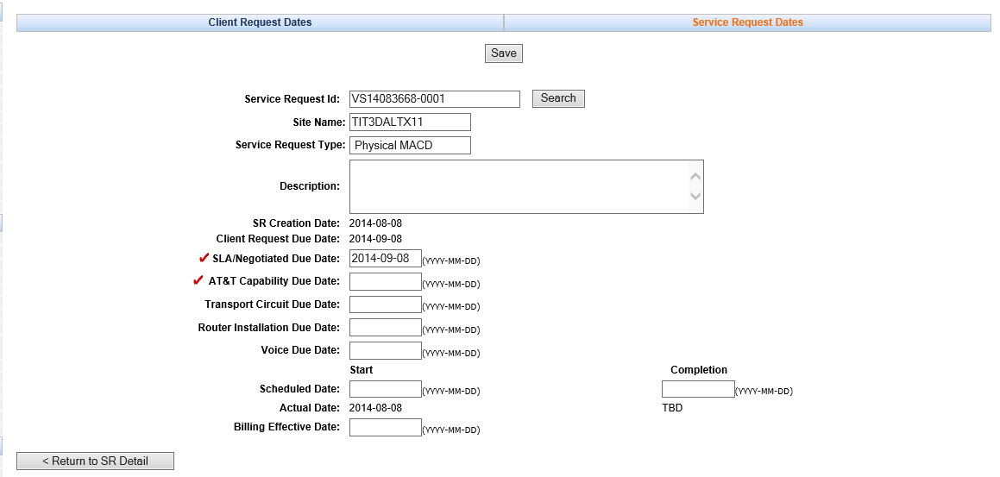 Client Request Dates Service Request Dates
Save
Service Request Id: VS14083668-0001 Search
Site Name: TIT3DALTX11
Service Request Type: Physical MACD
Description:
SR Creation Date: 2014-08-08
Client Request Due Date: 2014-09-08
SLA/Negotiated Due Date: 2014-09-08 (YYYY-MM-DD)
AT&T Capability Due Date: (YYYY-MM-DD)
Transport Circuit Due Date: (YYYY-MM-DD)
Router Installation Due Date: (YYYY-MM-DD)
Voice Due Date: (YYYY-MM-DD)
Start Completion
Scheduled Date: (YYYY-MM-DD) (YYYY-MM-DD)
Actual Date: 2014-08-08 TBD
Billing Effective Date: (YYYY-MM-DD)
< Return to SR Detail